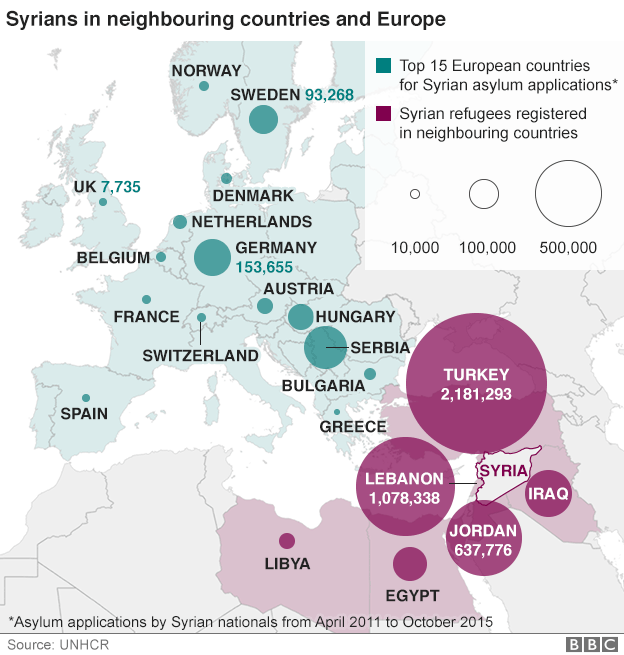 Syrians in neighbouring countries and Europe
Top 15 European countries
for Syrian asylum applications*
Syrian refugees registered
in neighbouring countries
10,000
100,000
500,000
NORWAY
SWEDEN 93,268
UK 7,735
DENMARK
NETHERLANDS
BELGIUM
GERMANY
153,655
AUSTRIA
FRANCE
HUNGARY
SWITZERLAND
SERBIA
BULGARIA
SPAIN
GREECE
TURKEY
2,181,293
LEBANON
1,078,338
SYRIA
IRAQ
JORDAN
637,776
LIBYA
EGYPT
*Asylum applications by Syrian nationals from April 2011 to October 2015
Source: UNHCR
BBC